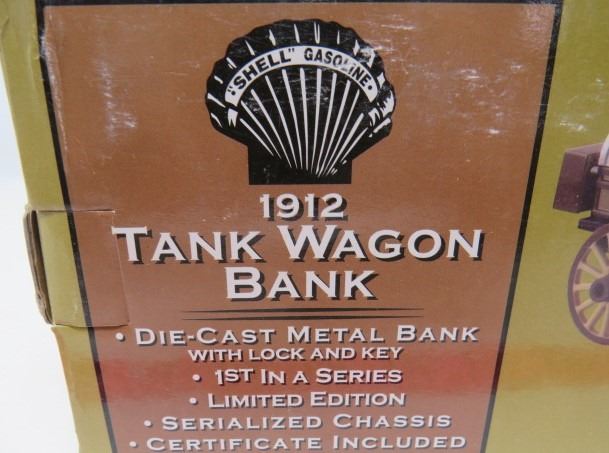 "SHELL" GASOLINE.
1912
TANK WAGON
BANK
• DIE-CAST METAL BANK
WITH LOCK AND KEY
• 1ST IN A SERIES
• LIMITED EDITION
• SERIALIZED CHASSIS
• CERTIFICATE INCLUDED